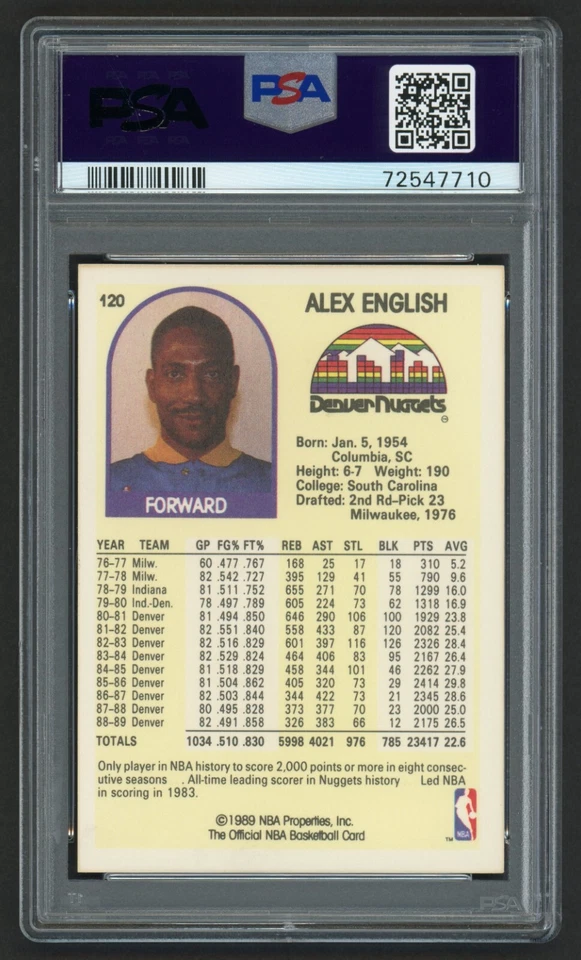 PSA
PSA
72547710
120
ALEX ENGLISH
Denver Nuggets
Born: Jan. 5, 1954
Columbia, SC
Height: 6-7 Weight: 190
College: South Carolina
Drafted: 2nd Rd–Pick 23
Milwaukee, 1976
FORWARD
YEAR TEAM GP FG% FT% REB AST STL BLK PTS AVG
76–77 Milw. 60 .477 .767 168 25 17 18 310 5.2
77–78 Milw. 82 .542 .727 395 129 41 55 790 9.6
78–79 Indiana 81 .511 .752 655 271 70 78 1299 16.0
79–80 Ind.-Den. 78 .497 .789 605 224 73 62 1318 16.9
80–81 Denver 81 .494 .850 646 290 106 100 1929 23.8
81–82 Denver 82 .551 .840 558 433 87 120 2082 25.4
82–83 Denver 82 .516 .829 601 397 116 126 2326 28.4
83–84 Denver 82 .529 .824 464 406 83 95 2167 26.4
84–85 Denver 81 .518 .829 458 344 101 46 2262 27.9
85–86 Denver 81 .504 .862 405 320 73 29 2414 29.8
86–87 Denver 82 .503 .844 344 422 73 21 2345 28.6
87–88 Denver 80 .495 .828 373 377 70 23 2000 25.0
88–89 Denver 82 .491 .858 326 383 66 12 2175 26.5
TOTALS 1034 .510 .830 5998 4021 976 785 23417 22.6
Only player in NBA history to score 2,000 points or more in eight consec-
utive seasons . All-time leading scorer in Nuggets history Led NBA
in scoring in 1983.
©1989 NBA Properties, Inc.
The Official NBA Basketball Card
NBA
TM
PSA